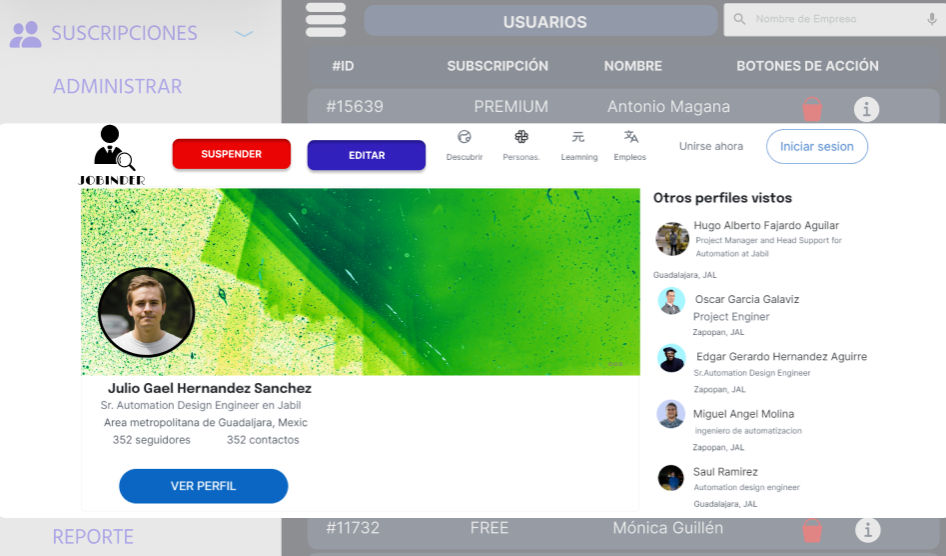 SUSCRIPCIONES
ADMINISTRAR
USUARIOS
Nombre de Empreso
#ID SUBSCRIPCIÓN NOMBRE BOTONES DE ACCIÓN
#15639 PREMIUM Antonio Magana
JOBINDER
SUSPENDER
EDITAR
Descubrir
Personas.
Leamning
Empleos
Unirse ahora
Iniciar sesion
Julio Gael Hernandez Sanchez
Sr. Automation Design Engineer en Jabil
Area metropolitana de Guadaljara, Mexic
352 seguidores 352 contactos
VER PERFIL
Otros perfiles vistos
Hugo Alberto Fajardo Aguilar
Project Manager and Head Support for
Automation at Jabil
Guadalajara, JAL
Oscar Garcia Galaviz
Project Enginer
Zapopan, JAL
Edgar Gerardo Hernandez Aguirre
Sr.Automation Design Engineer
Zapopan, JAL
Miguel Angel Molina
ingeniero de automatizacion
Zapopan, JAL
Saul Ramirez
Automation design engineer
Guadalajara, JAL
REPORTE
#11732 FREE Mónica Guillén